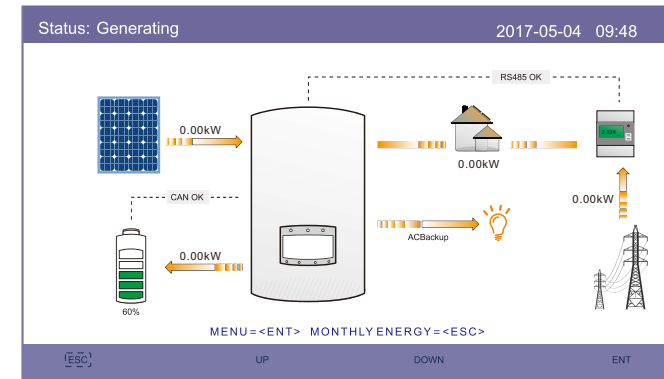 Status: Generating 2017-05-04 09:48
RS485 OK
0.00kW
0.00kW
CAN OK
0.00kW
0.00kW
ACBackup
60%
MENU=<ENT> MONTHLY ENERGY=<ESC>
ESC UP DOWN ENT